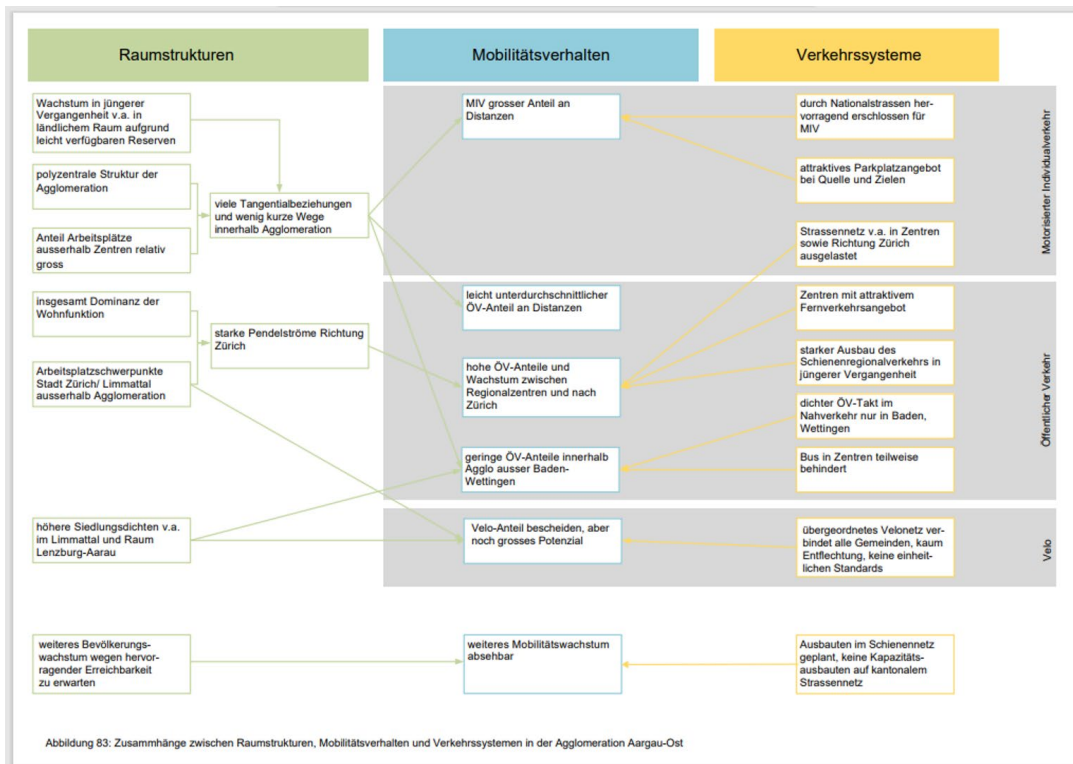 Raumstrukturen
Mobilitätsverhalten
Verkehrssysteme
Wachstum in jüngerer
Vergangenheit v.a. in
ländlichem Raum aufgrund
leicht verfügbaren Reserven
polyzentrale Struktur der
Agglomeration
Anteil Arbeitsplätze
ausserhalb Zentren relativ
gross
viele Tangentialbeziehungen
und wenig kurze Wege
innerhalb Agglomeration
insgesamt Dominanz der
Wohnfunktion
Arbeitsplatzschwerpunkte
Stadt Zürich/ Limmattal
ausserhalb Agglomeration
starke Pendelströme Richtung
Zürich
höhere Siedlungsdichten v.a.
im Limmattal und Raum
Lenzburg-Aarau
weiteres Bevölkerungs-
wachstum wegen hervor-
ragender Erreichbarkeit
zu erwarten
MIV grosser Anteil an
Distanzen
leicht unterdurchschnittlicher
ÖV-Anteil an Distanzen
hohe ÖV-Anteile und
Wachstum zwischen
Regionalzentren und nach
Zürich
geringe ÖV-Anteile innerhalb
Agglo ausser Baden-
Wettingen
Velo-Anteil bescheiden, aber
noch grosses Potenzial
weiteres Mobilitätswachstum
absehbar
durch Nationalstrassen her-
vorragend erschlossen für
MIV
attraktives Parkplatzangebot
bei Quelle und Zielen
Strassennetz v.a. in Zentren
sowie Richtung Zürich
ausgelastet
Zentren mit attraktivem
Fernverkehrsangebot
starker Ausbau des
Schienenregionalverkehrs in
jüngerer Vergangenheit
dichter ÖV-Takt im
Nahverkehr nur in Baden,
Wettingen
Bus in Zentren teilweise
behindert
übergeordnetes Velonetz ver-
bindet alle Gemeinden, kaum
Entflechtung, keine einheit-
lichen Standards
Ausbauten im Schienennetz
geplant, keine Kapazitäts-
ausbauten auf kantonalem
Strassennetz
Motorisierter Individualverkehr
Öffentlicher Verkehr
Velo
Abbildung 83: Zusammhänge zwischen Raumstrukturen, Mobilitätsverhalten und Verkehrssystemen in der Agglomeration Aargau-Ost